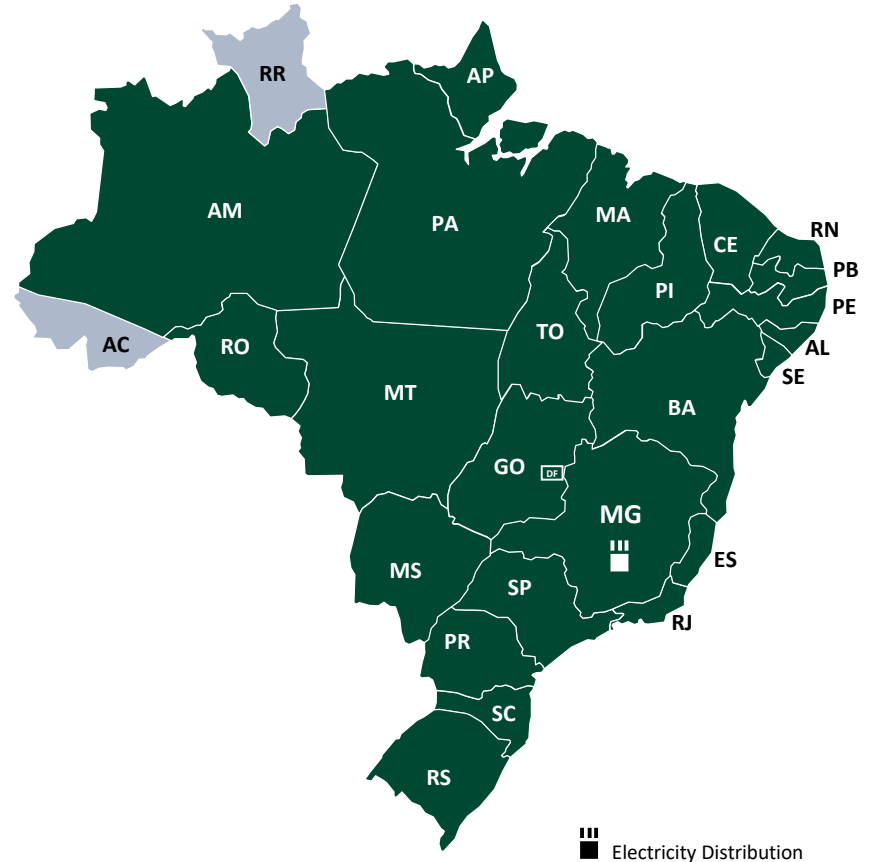 RR
AP
AM
PA
MA
CE
RN
PB
PI
PE
TO
AC
RO
AL
SE
MT
BA
GO
DF
MG
ES
MS
SP
RJ
PR
SC
RS
Electricity Distribution